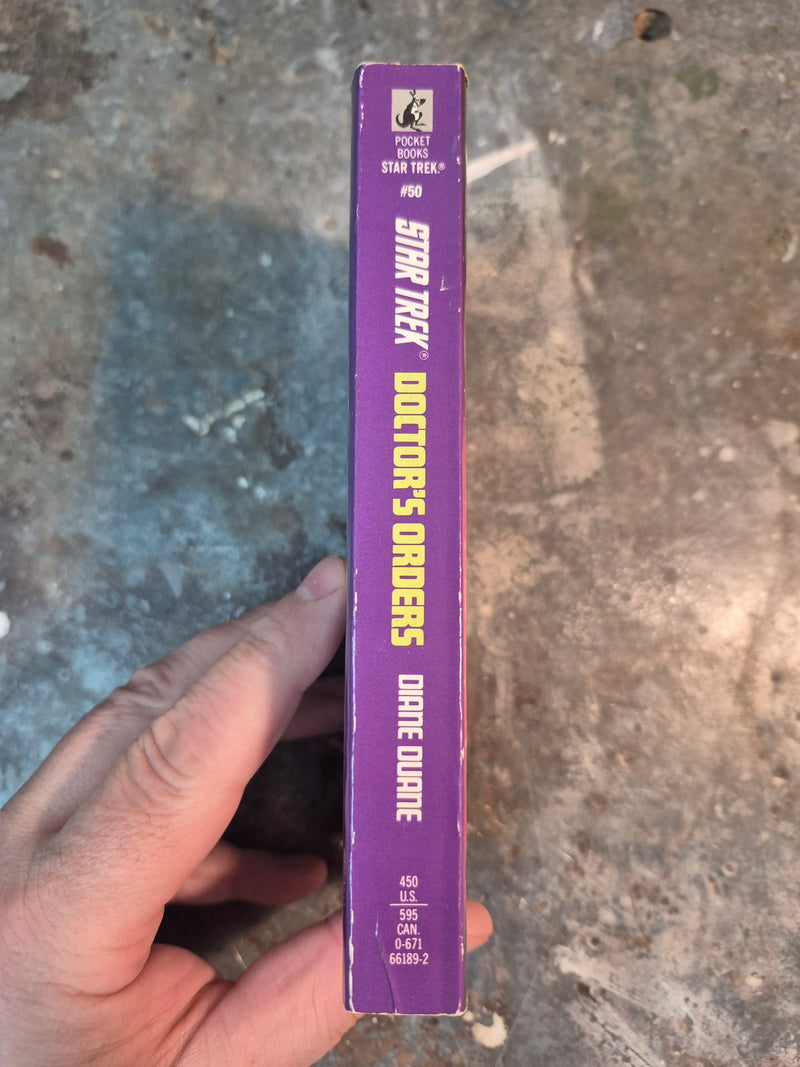 POCKET
BOOKS
STAR TREK®
#50
STAR TREK®
DOCTOR'S ORDERS
DIANE DUANE
450
U.S.
595
CAN.
0-671
66189-2